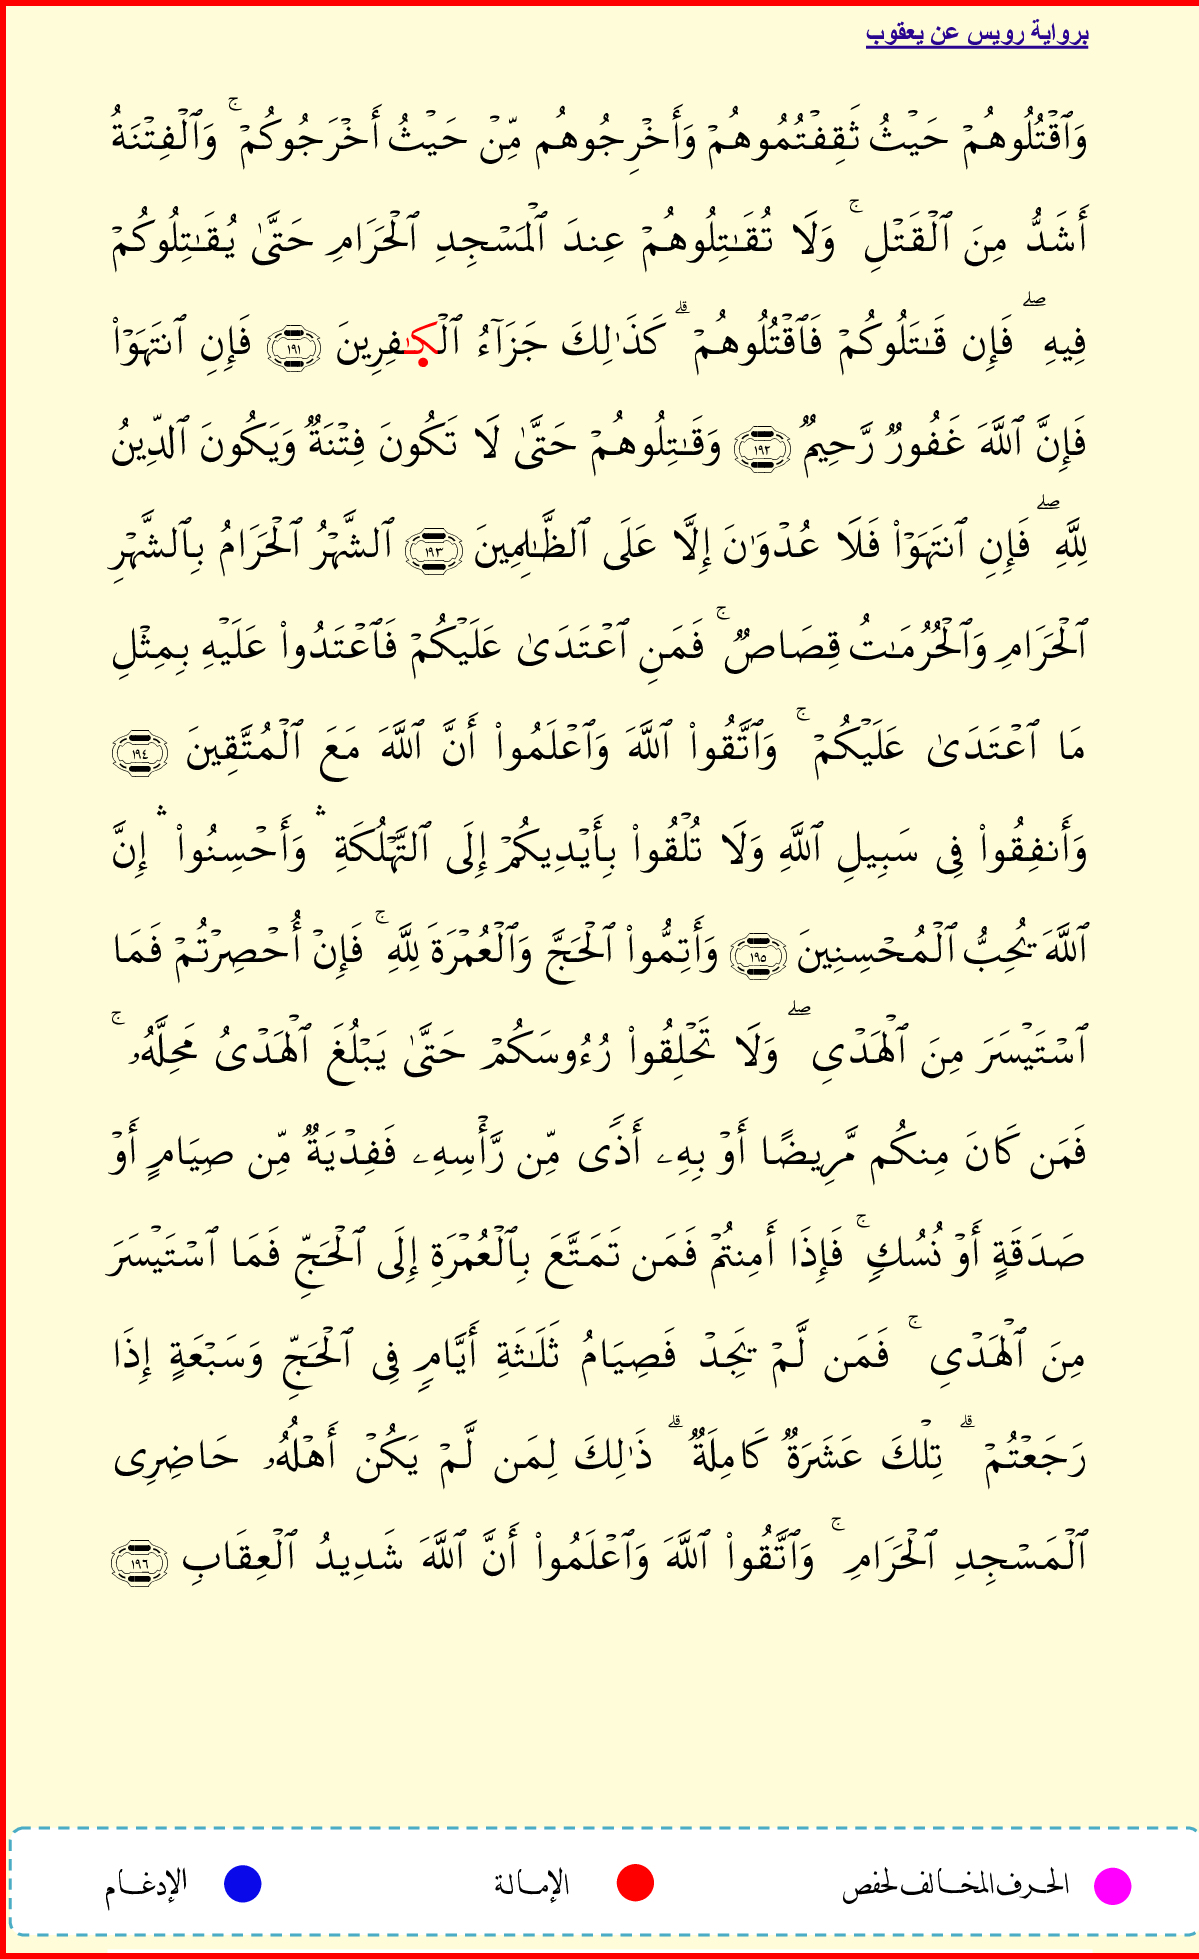 برواية رويس عن يعقوب
وَٱقْتُلُوهُمْ حَيْثُ ثَقِفْتُمُوهُمْ وَأَخْرِجُوهُم مِّنْ حَيْثُ أَخْرَجُوكُمْ ۚ وَٱلْفِتْنَةُ
أَشَدُّ مِنَ ٱلْقَتْلِ ۚ وَلَا تُقَـٰتِلُوهُمْ عِندَ ٱلْمَسْجِدِ ٱلْحَرَامِ حَتَّىٰ يُقَـٰتِلُوكُمْ
فِيهِ ۖ فَإِن قَـٰتَلُوكُمْ فَٱقْتُلُوهُمْ ۗ كَذَٰلِكَ جَزَآءُ ٱلْكَـٰفِرِينَ ١٩١ فَإِنِ ٱنتَهَوْا۟
فَإِنَّ ٱللَّهَ غَفُورٌ رَّحِيمٌ ١٩٢ وَقَـٰتِلُوهُمْ حَتَّىٰ لَا تَكُونَ فِتْنَةٌ وَيَكُونَ ٱلدِّينُ
لِلَّهِ ۖ فَإِنِ ٱنتَهَوْا۟ فَلَا عُدْوَٰنَ إِلَّا عَلَى ٱلظَّـٰلِمِينَ ١٩٣ ٱلشَّهْرُ ٱلْحَرَامُ بِٱلشَّهْرِ
ٱلْحَرَامِ وَٱلْحُرُمَـٰتُ قِصَاصٌ ۚ فَمَنِ ٱعْتَدَىٰ عَلَيْكُمْ فَٱعْتَدُوا۟ عَلَيْهِ بِمِثْلِ
مَا ٱعْتَدَىٰ عَلَيْكُمْ ۚ وَٱتَّقُوا۟ ٱللَّهَ وَٱعْلَمُوا۟ أَنَّ ٱللَّهَ مَعَ ٱلْمُتَّقِينَ ١٩٤
وَأَنفِقُوا۟ فِى سَبِيلِ ٱللَّهِ وَلَا تُلْقُوا۟ بِأَيْدِيكُمْ إِلَى ٱلتَّهْلُكَةِ ۛ وَأَحْسِنُوا۟ ۛ إِنَّ
ٱللَّهَ يُحِبُّ ٱلْمُحْسِنِينَ ١٩٥ وَأَتِمُّوا۟ ٱلْحَجَّ وَٱلْعُمْرَةَ لِلَّهِ ۚ فَإِنْ أُحْصِرْتُمْ فَمَا
ٱسْتَيْسَرَ مِنَ ٱلْهَدْىِ ۖ وَلَا تَحْلِقُوا۟ رُءُوسَكُمْ حَتَّىٰ يَبْلُغَ ٱلْهَدْىُ مَحِلَّهُۥ ۚ
فَمَن كَانَ مِنكُم مَّرِيضًا أَوْ بِهِۦ أَذًى مِّن رَّأْسِهِۦ فَفِدْيَةٌ مِّن صِيَامٍ أَوْ
صَدَقَةٍ أَوْ نُسُكٍ ۚ فَإِذَا أَمِنتُمْ فَمَن تَمَتَّعَ بِٱلْعُمْرَةِ إِلَى ٱلْحَجِّ فَمَا ٱسْتَيْسَرَ
مِنَ ٱلْهَدْىِ ۚ فَمَن لَّمْ يَجِدْ فَصِيَامُ ثَلَـٰثَةِ أَيَّامٍ فِى ٱلْحَجِّ وَسَبْعَةٍ إِذَا
رَجَعْتُمْ ۗ تِلْكَ عَشَرَةٌ كَامِلَةٌ ۗ ذَٰلِكَ لِمَن لَّمْ يَكُنْ أَهْلُهُۥ حَاضِرِى
ٱلْمَسْجِدِ ٱلْحَرَامِ ۚ وَٱتَّقُوا۟ ٱللَّهَ وَٱعْلَمُوا۟ أَنَّ ٱللَّهَ شَدِيدُ ٱلْعِقَابِ ١٩٦
الحرف المخالف لحفص الإمالة الإدغام